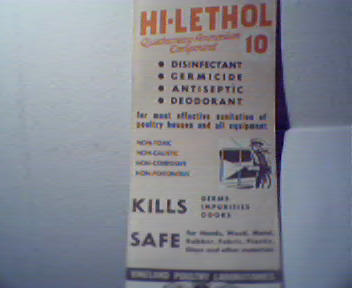 HI-LETHOL
Quaternary Ammonium
Compound 10
• DISINFECTANT
• GERMICIDE
• ANTISEPTIC
• DEODORANT
for most effective sanitation of
poultry houses and all equipment
NON-TOXIC
NON-CAUSTIC
NON-CORROSIVE
NON-POISONOUS
KILLS GERMS
IMPURITIES
ODORS
SAFE for Hands, Wood, Metal,
Rubber, Fabric, Plastic,
Glass and other materials
VINELAND POULTRY LABORATORIES